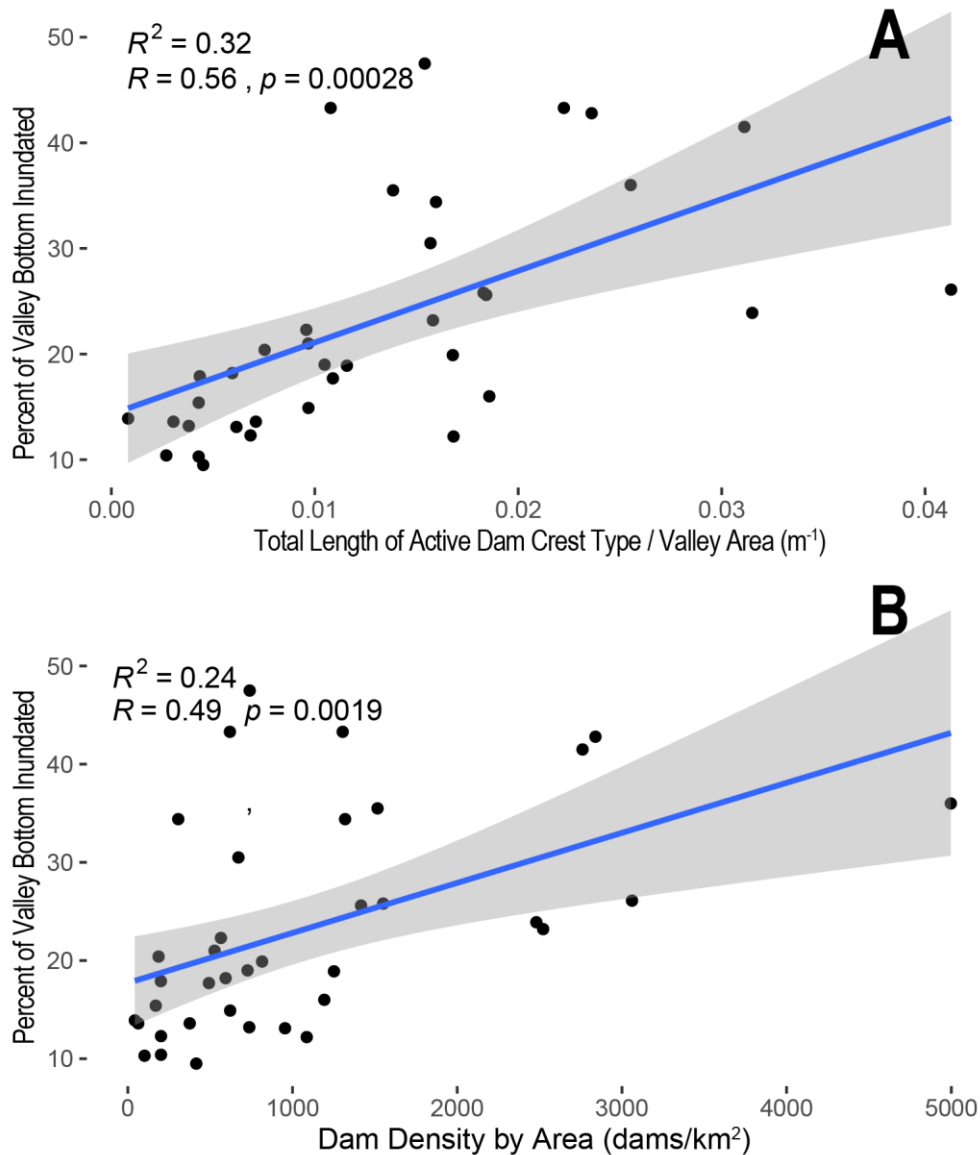 A
R² = 0.32
R = 0.56 , p = 0.00028
50
40
30
20
10
Percent of Valley Bottom Inundated
0.00 0.01 0.02 0.03 0.04
Total Length of Active Dam Crest Type / Valley Area (m⁻¹)
B
R² = 0.24
R = 0.49 p = 0.0019
,
50
40
30
20
10
Percent of Valley Bottom Inundated
0 1000 2000 3000 4000 5000
Dam Density by Area (dams/km²)